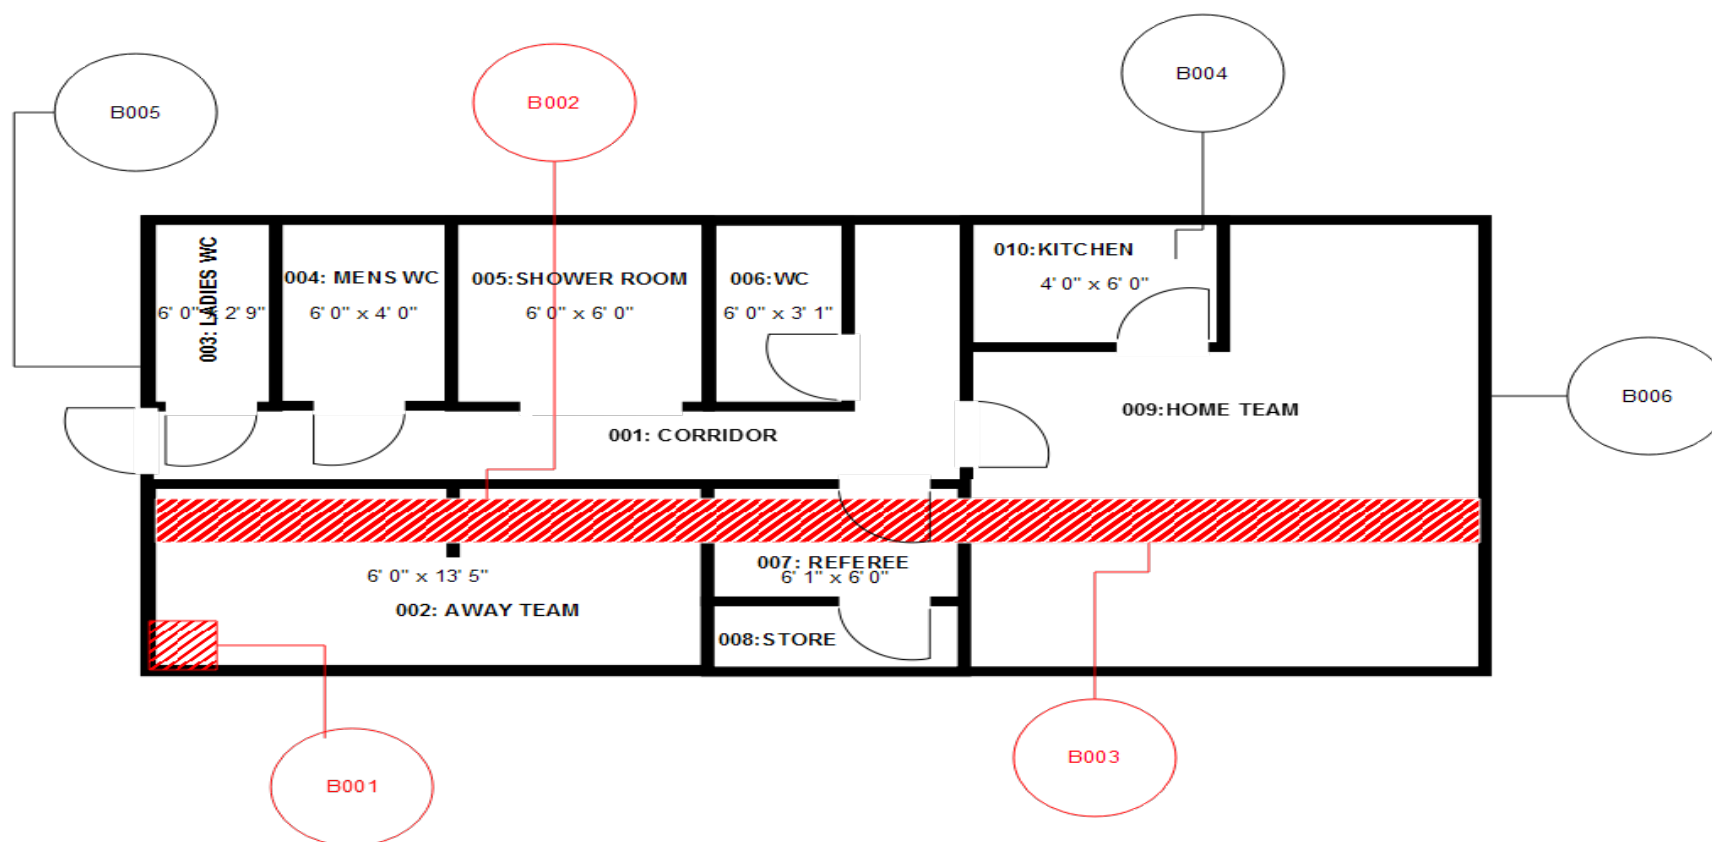 B004
B002
B005
003: LADIES WC
6' 0" x 2' 9"
004: MENS WC
6' 0" x 4' 0"
005:SHOWER ROOM
6' 0" x 6' 0"
006:WC
6' 0" x 3' 1"
010:KITCHEN
4' 0" x 6' 0"
B006
009:HOME TEAM
001: CORRIDOR
007: REFEREE
6' 1" x 6' 0"
6' 0" x 13' 5"
002: AWAY TEAM
008:STORE
B003
B001